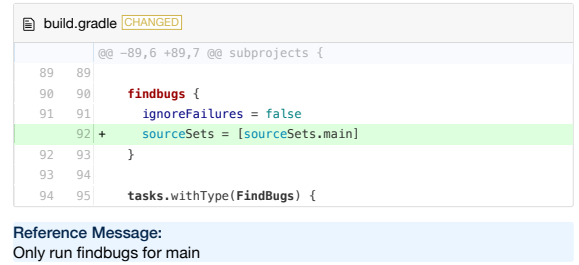 build.gradle CHANGED
@@ -89,6 +89,7 @@ subprojects {
89 89
90 90 findbugs {
91 91 ignoreFailures = false
92 + sourceSets = [sourceSets.main]
92 93 }
93 94
94 95 tasks.withType(FindBugs) {
Reference Message:
Only run findbugs for main